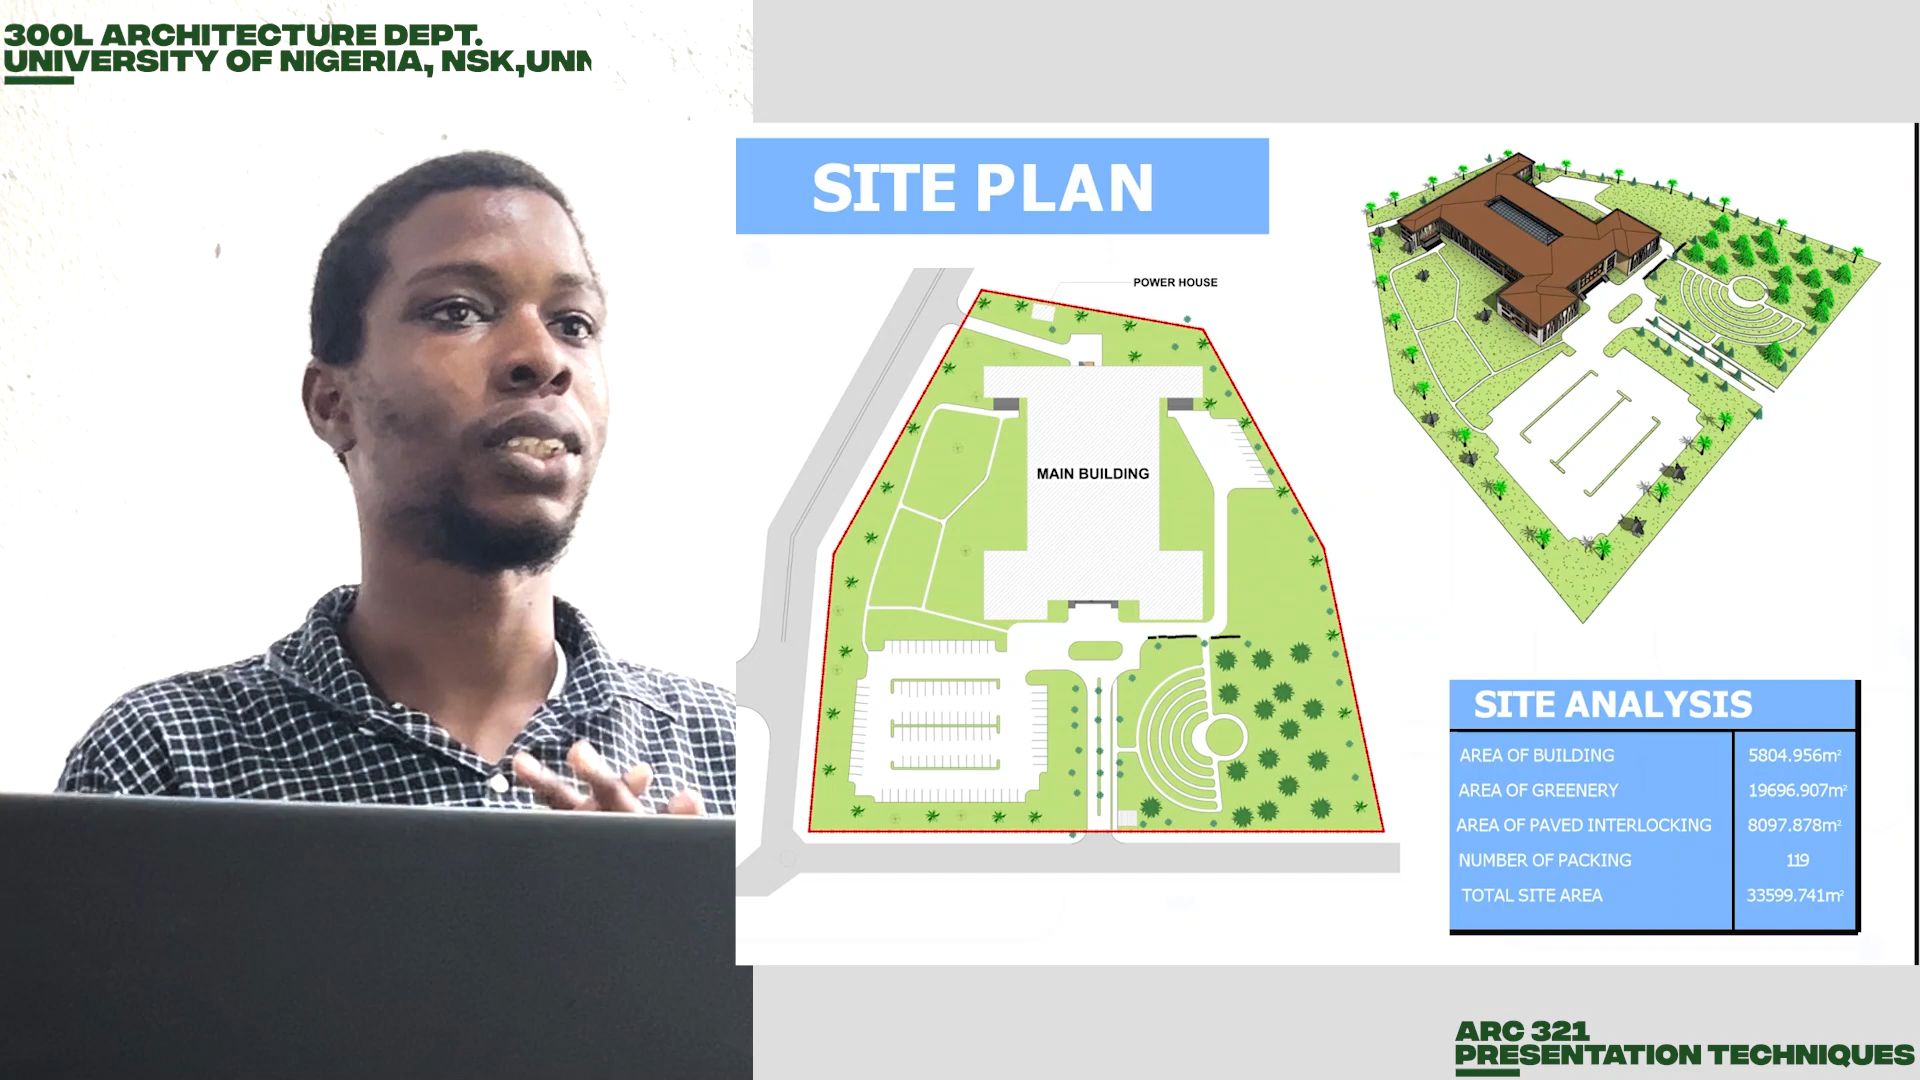 300L ARCHITECTURE DEPT.
UNIVERSITY OF NIGERIA, NSK,UNN
SITE PLAN
POWER HOUSE
MAIN BUILDING
SITE ANALYSIS
AREA OF BUILDING 5804.956m²
AREA OF GREENERY 19696.907m²
AREA OF PAVED INTERLOCKING 8097.878m²
NUMBER OF PACKING 119
TOTAL SITE AREA 33599.741m²
ARC 321
PRESENTATION TECHNIQUES